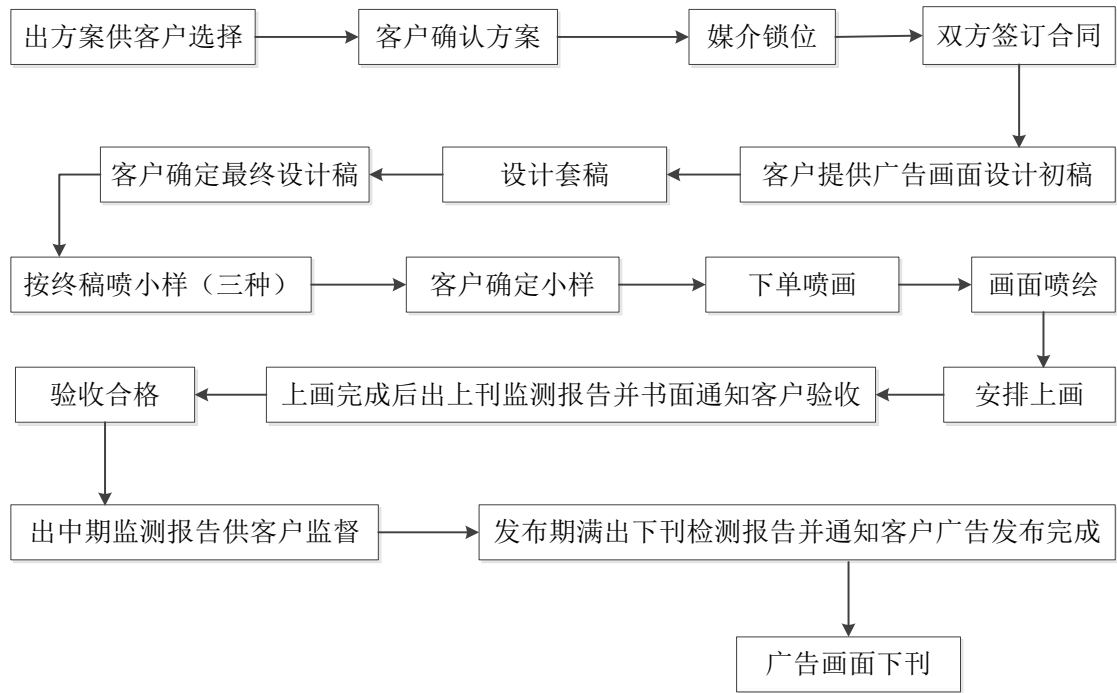 出方案供客户选择
客户确认方案
媒介锁位
双方签订合同
客户提供广告画面设计初稿
设计套稿
客户确定最终设计稿
按终稿喷小样（三种）
客户确定小样
下单喷画
画面喷绘
安排上画
上画完成后出上刊监测报告并书面通知客户验收
验收合格
出中期监测报告供客户监督
发布期满出下刊检测报告并通知客户广告发布完成
广告画面下刊